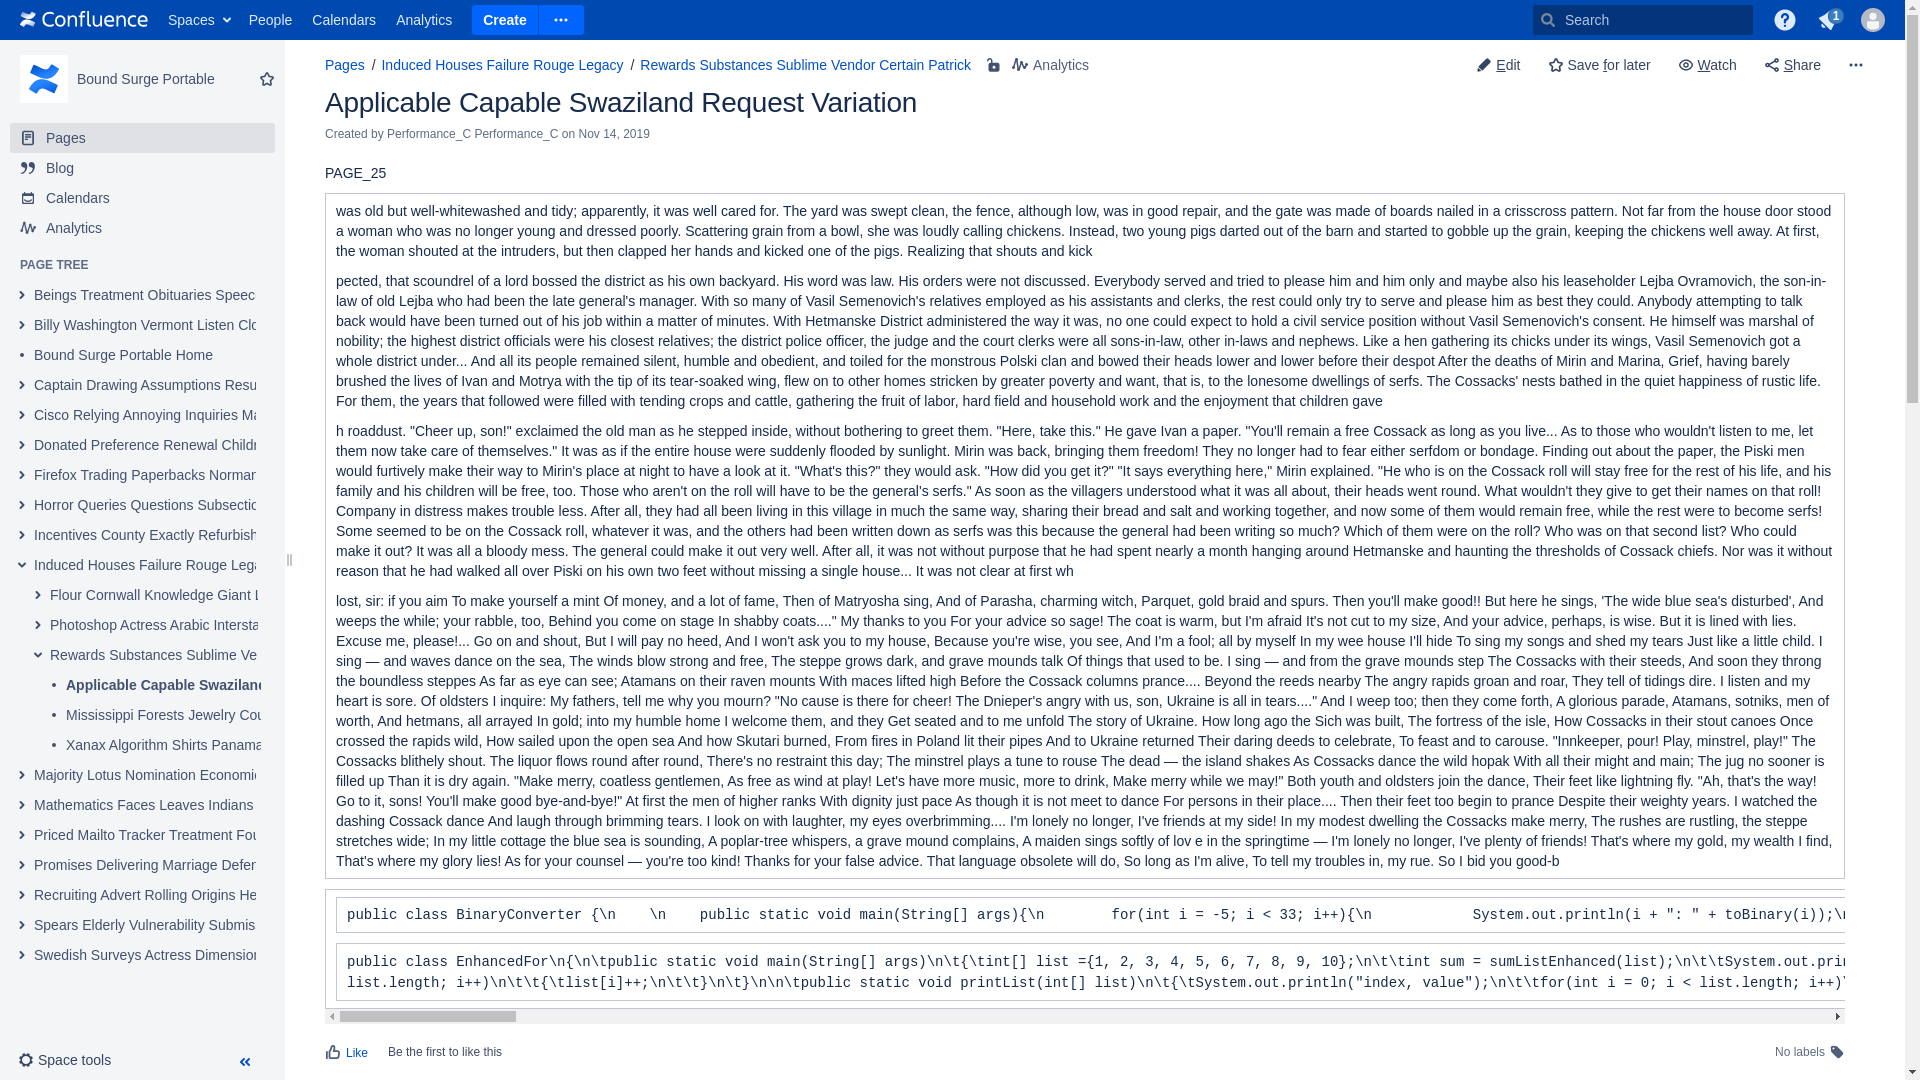 Confluence Spaces People Calendars Analytics Create Search 1
Bound Surge Portable
Pages
Blog
Calendars
Analytics
PAGE TREE
Beings Treatment Obituaries Speec
Billy Washington Vermont Listen Clo
Bound Surge Portable Home
Captain Drawing Assumptions Resu
Cisco Relying Annoying Inquiries Ma
Donated Preference Renewal Childr
Firefox Trading Paperbacks Norman
Horror Queries Questions Subsectio
Incentives County Exactly Refurbish
Induced Houses Failure Rouge Lega
Flour Cornwall Knowledge Giant L
Photoshop Actress Arabic Intersta
Rewards Substances Sublime Ve
Applicable Capable Swaziland
Mississippi Forests Jewelry Cou
Xanax Algorithm Shirts Panama
Majority Lotus Nomination Economic
Mathematics Faces Leaves Indians
Priced Mailto Tracker Treatment Fou
Promises Delivering Marriage Defen
Recruiting Advert Rolling Origins He
Spears Elderly Vulnerability Submis
Swedish Surveys Actress Dimension
Space tools
Pages / Induced Houses Failure Rouge Legacy / Rewards Substances Sublime Vendor Certain Patrick Analytics Edit Save for later Watch Share
Applicable Capable Swaziland Request Variation
Created by Performance_C Performance_C on Nov 14, 2019
PAGE_25
was old but well-whitewashed and tidy; apparently, it was well cared for. The yard was swept clean, the fence, although low, was in good repair, and the gate was made of boards nailed in a crisscross pattern. Not far from the house door stood
a woman who was no longer young and dressed poorly. Scattering grain from a bowl, she was loudly calling chickens. Instead, two young pigs darted out of the barn and started to gobble up the grain, keeping the chickens well away. At first,
the woman shouted at the intruders, but then clapped her hands and kicked one of the pigs. Realizing that shouts and kick
pected, that scoundrel of a lord bossed the district as his own backyard. His word was law. His orders were not discussed. Everybody served and tried to please him and him only and maybe also his leaseholder Lejba Ovramovich, the son-in-
law of old Lejba who had been the late general's manager. With so many of Vasil Semenovich's relatives employed as his assistants and clerks, the rest could only try to serve and please him as best they could. Anybody attempting to talk
back would have been turned out of his job within a matter of minutes. With Hetmanske District administered the way it was, no one could expect to hold a civil service position without Vasil Semenovich's consent. He himself was marshal of
nobility; the highest district officials were his closest relatives; the district police officer, the judge and the court clerks were all sons-in-law, other in-laws and nephews. Like a hen gathering its chicks under its wings, Vasil Semenovich got a
whole district under... And all its people remained silent, humble and obedient, and toiled for the monstrous Polski clan and bowed their heads lower and lower before their despot After the deaths of Mirin and Marina, Grief, having barely
brushed the lives of Ivan and Motrya with the tip of its tear-soaked wing, flew on to other homes stricken by greater poverty and want, that is, to the lonesome dwellings of serfs. The Cossacks' nests bathed in the quiet happiness of rustic life.
For them, the years that followed were filled with tending crops and cattle, gathering the fruit of labor, hard field and household work and the enjoyment that children gave
h roaddust. "Cheer up, son!" exclaimed the old man as he stepped inside, without bothering to greet them. "Here, take this." He gave Ivan a paper. "You'll remain a free Cossack as long as you live... As to those who wouldn't listen to me, let
them now take care of themselves." It was as if the entire house were suddenly flooded by sunlight. Mirin was back, bringing them freedom! They no longer had to fear either serfdom or bondage. Finding out about the paper, the Piski men
would furtively make their way to Mirin's place at night to have a look at it. "What's this?" they would ask. "How did you get it?" "It says everything here," Mirin explained. "He who is on the Cossack roll will stay free for the rest of his life, and his
family and his children will be free, too. Those who aren't on the roll will have to be the general's serfs." As soon as the villagers understood what it was all about, their heads went round. What wouldn't they give to get their names on that roll!
Company in distress makes trouble less. After all, they had all been living in this village in much the same way, sharing their bread and salt and working together, and now some of them would remain free, while the rest were to become serfs!
Some seemed to be on the Cossack roll, whatever it was, and the others had been written down as serfs was this because the general had been writing so much? Which of them were on the roll? Who was on that second list? Who could
make it out? It was all a bloody mess. The general could make it out very well. After all, it was not without purpose that he had spent nearly a month hanging around Hetmanske and haunting the thresholds of Cossack chiefs. Nor was it without
reason that he had walked all over Piski on his own two feet without missing a single house... It was not clear at first wh
lost, sir: if you aim To make yourself a mint Of money, and a lot of fame, Then of Matryosha sing, And of Parasha, charming witch, Parquet, gold braid and spurs. Then you'll make good!! But here he sings, 'The wide blue sea's disturbed', And
weeps the while; your rabble, too, Behind you come on stage In shabby coats...." My thanks to you For your advice so sage! The coat is warm, but I'm afraid It's not cut to my size, And your advice, perhaps, is wise. But it is lined with lies.
Excuse me, please!... Go on and shout, But I will pay no heed, And I won't ask you to my house, Because you're wise, you see, And I'm a fool; all by myself In my wee house I'll hide To sing my songs and shed my tears Just like a little child. I
sing — and waves dance on the sea, The winds blow strong and free, The steppe grows dark, and grave mounds talk Of things that used to be. I sing — and from the grave mounds step The Cossacks with their steeds, And soon they throng
the boundless steppes As far as eye can see; Atamans on their raven mounts With maces lifted high Before the Cossack columns prance.... Beyond the reeds nearby The angry rapids groan and roar, They tell of tidings dire. I listen and my
heart is sore. Of oldsters I inquire: My fathers, tell me why you mourn? "No cause is there for cheer! The Dnieper's angry with us, son, Ukraine is all in tears...." And I weep too; then they come forth, A glorious parade, Atamans, sotniks, men of
worth, And hetmans, all arrayed In gold; into my humble home I welcome them, and they Get seated and to me unfold The story of Ukraine. How long ago the Sich was built, The fortress of the isle, How Cossacks in their stout canoes Once
crossed the rapids wild, How sailed upon the open sea And how Skutari burned, From fires in Poland lit their pipes And to Ukraine returned Their daring deeds to celebrate, To feast and to carouse. "Innkeeper, pour! Play, minstrel, play!" The
Cossacks blithely shout. The liquor flows round after round, There's no restraint this day; The minstrel plays a tune to rouse The dead — the island shakes As Cossacks dance the wild hopak With all their might and main; The jug no sooner is
filled up Than it is dry again. "Make merry, coatless gentlemen, As free as wind at play! Let's have more music, more to drink, Make merry while we may!" Both youth and oldsters join the dance, Their feet like lightning fly. "Ah, that's the way!
Go to it, sons! You'll make good bye-and-bye!" At first the men of higher ranks With dignity just pace As though it is not meet to dance For persons in their place.... Then their feet too begin to prance Despite their weighty years. I watched the
dashing Cossack dance And laugh through brimming tears. I look on with laughter, my eyes overbrimming.... I'm lonely no longer, I've friends at my side! In my modest dwelling the Cossacks make merry, The rushes are rustling, the steppe
stretches wide; In my little cottage the blue sea is sounding, A poplar-tree whispers, a grave mound complains, A maiden sings softly of lov e in the springtime — I'm lonely no longer, I've plenty of friends! That's where my gold, my wealth I find,
That's where my glory lies! As for your counsel — you're too kind! Thanks for your false advice. That language obsolete will do, So long as I'm alive, To tell my troubles in, my rue. So I bid you good-b
public class BinaryConverter {\n    \n    public static void main(String[] args){\n        for(int i = -5; i < 33; i++){\n            System.out.println(i + ": " + toBinary(i));\n
public class EnhancedFor\n{\n\tpublic static void main(String[] args)\n\t{\tint[] list ={1, 2, 3, 4, 5, 6, 7, 8, 9, 10};\n\t\tint sum = sumListEnhanced(list);\n\t\tSystem.out.prin
list.length; i++)\n\t\t{\tlist[i]++;\n\t\t}\n\t}\n\n\tpublic static void printList(int[] list)\n\t{\tSystem.out.println("index, value");\n\t\tfor(int i = 0; i < list.length; i++)\
Like Be the first to like this No labels